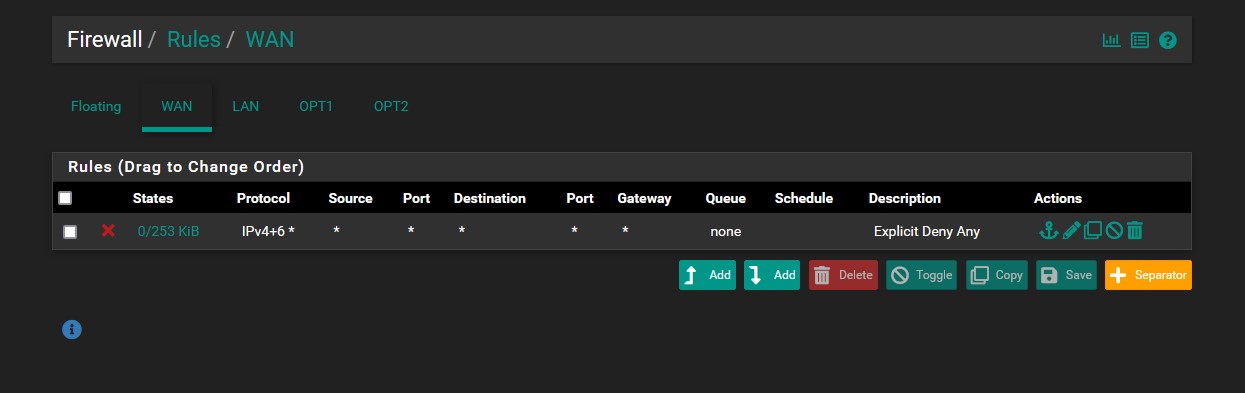 Firewall / Rules / WAN
Floating WAN LAN OPT1 OPT2
Rules (Drag to Change Order)
States Protocol Source Port Destination Port Gateway Queue Schedule Description Actions
0/253 KiB IPv4+6 * * * * * * none Explicit Deny Any
Add Add Delete Toggle Copy Save Separator